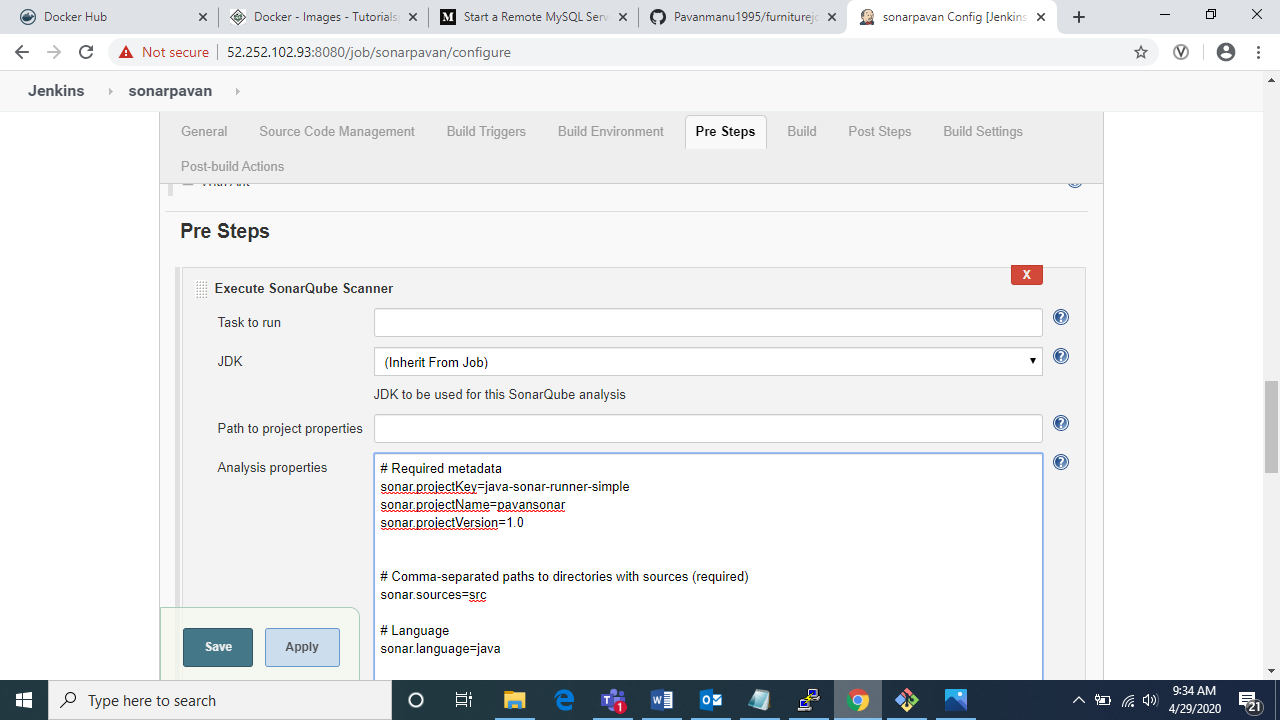 Docker Hub
Docker - Images - Tutorials
Start a Remote MySQL Serv
Pavanmanu1995/furniturejo
sonarpavan Config [Jenkins
Not secure
52.252.102.93:8080/job/sonarpavan/configure
Jenkins
sonarpavan
General
Source Code Management
Build Triggers
Build Environment
Pre Steps
Build
Post Steps
Build Settings
Post-build Actions
With Ant
Pre Steps
X
Execute SonarQube Scanner
Task to run
JDK
(Inherit From Job)
JDK to be used for this SonarQube analysis
Path to project properties
Analysis properties
# Required metadata
sonar.projectKey=java-sonar-runner-simple
sonar.projectName=pavansonar
sonar.projectVersion=1.0
# Comma-separated paths to directories with sources (required)
sonar.sources=src
# Language
sonar.language=java
Save
Apply
Type here to search
1
9:34 AM
4/29/2020
21